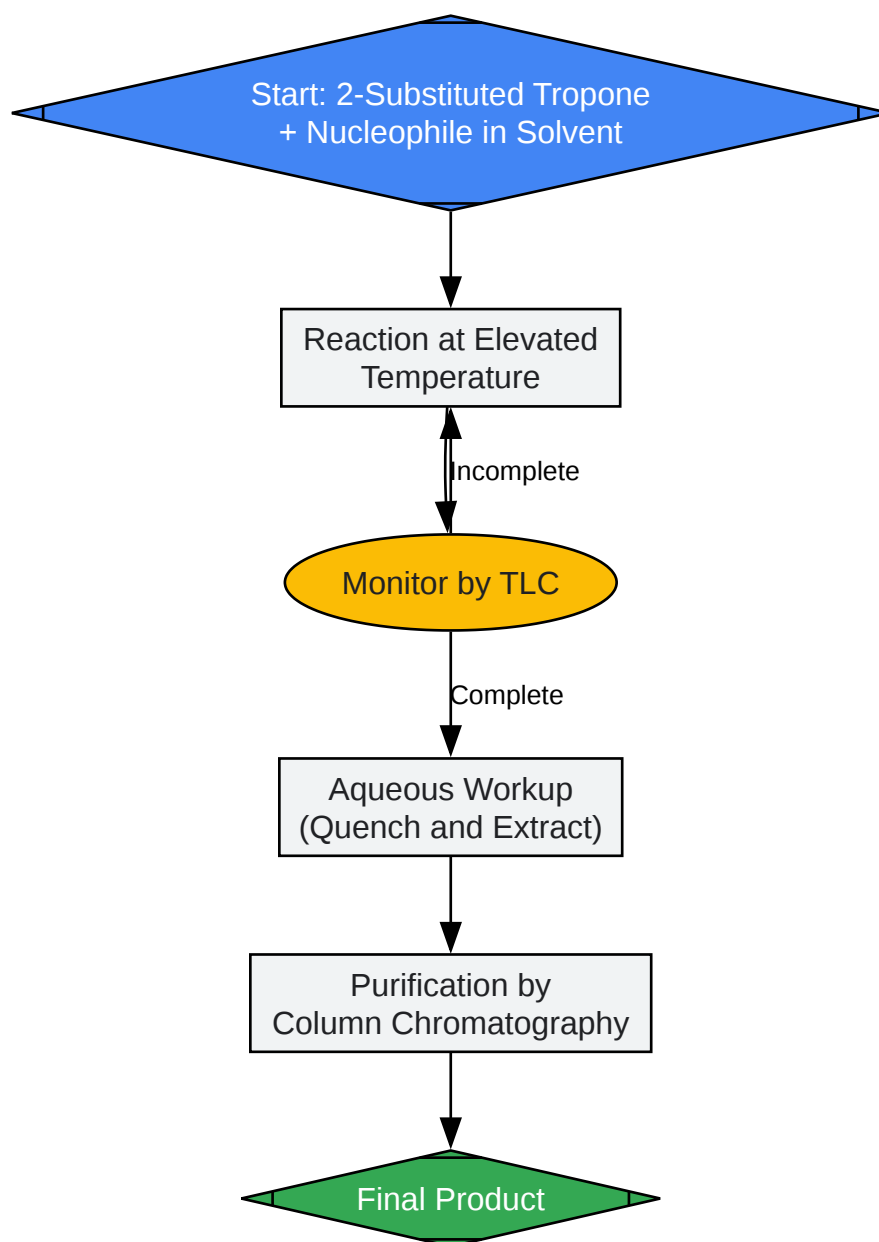 Start: 2-Substituted Tropone
+ Nucleophile in Solvent
Reaction at Elevated
Temperature
Incomplete
Monitor by TLC
Complete
Aqueous Workup
(Quench and Extract)
Purification by
Column Chromatography
Final Product